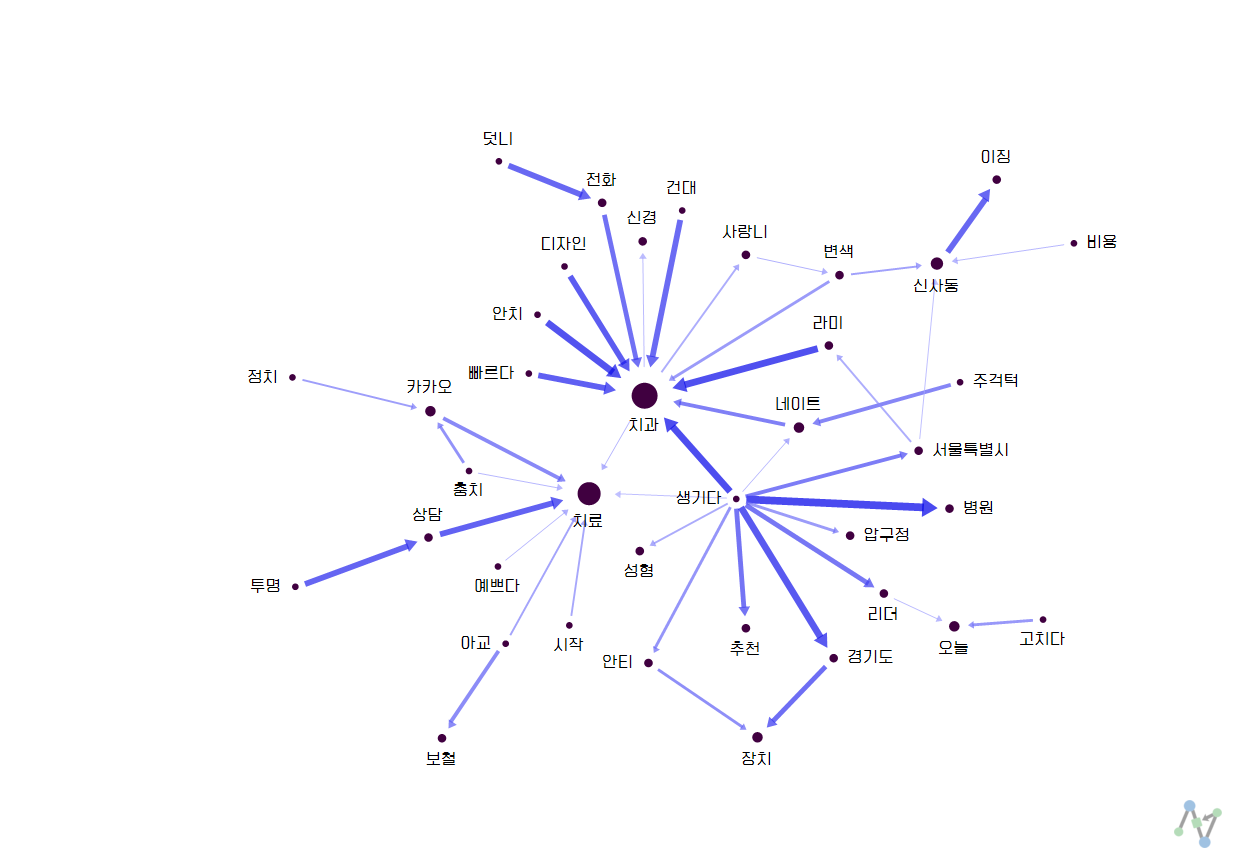 덧니
이징
전화
건대
신경
사랑니
디자인
변색
비용
신사동
안치
라미
빠르다
정치
카카오
주걱턱
네이트
치과
서울특별시
충치
생기다
병원
상담
치료
압구정
성형
예쁘다
투명
리더
아교
시작
추천
오늘
고치다
안티
경기도
보철
장치